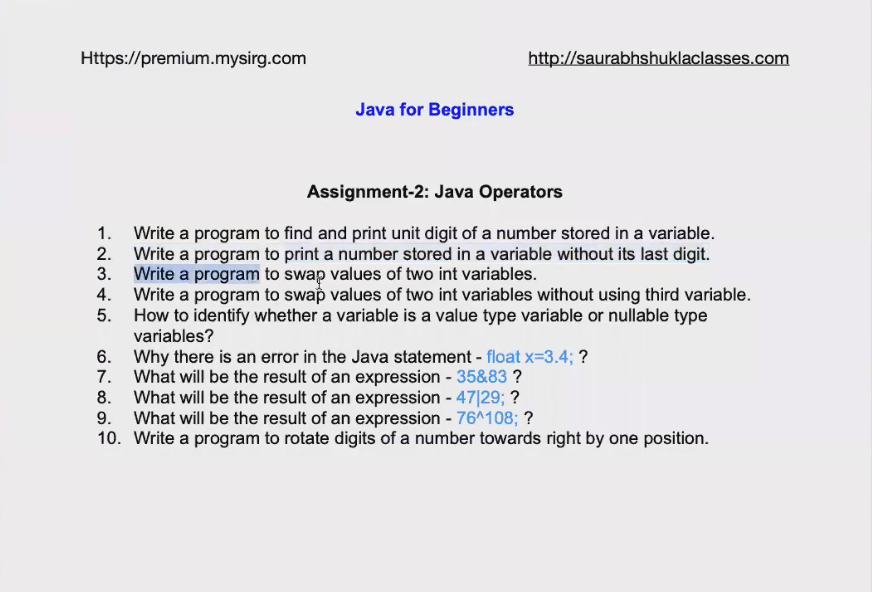 Https://premium.mysirg.com
http://saurabhshuklaclasses.com
Java for Beginners
Assignment-2: Java Operators
1. Write a program to find and print unit digit of a number stored in a variable.
2. Write a program to print a number stored in a variable without its last digit.
3. Write a program to swap values of two int variables.
4. Write a program to swap values of two int variables without using third variable.
5. How to identify whether a variable is a value type variable or nullable type
variables?
6. Why there is an error in the Java statement - float x=3.4; ?
7. What will be the result of an expression - 35&83 ?
8. What will be the result of an expression - 47|29; ?
9. What will be the result of an expression - 76^108; ?
10. Write a program to rotate digits of a number towards right by one position.